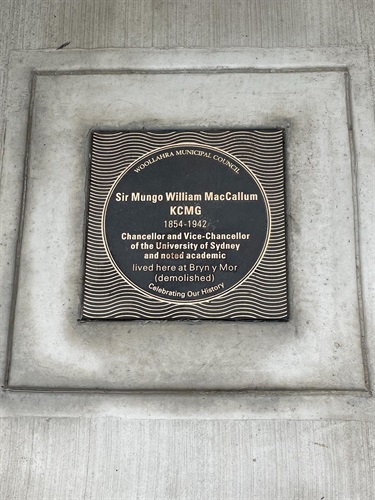 WOOLLAHRA MUNICIPAL COUNCIL
Sir Mungo William MacCallum
KCMG
1854-1942
Chancellor and Vice-Chancellor
of the University of Sydney
and noted academic
lived here at Bryn y Mor
(demolished)
Celebrating Our History